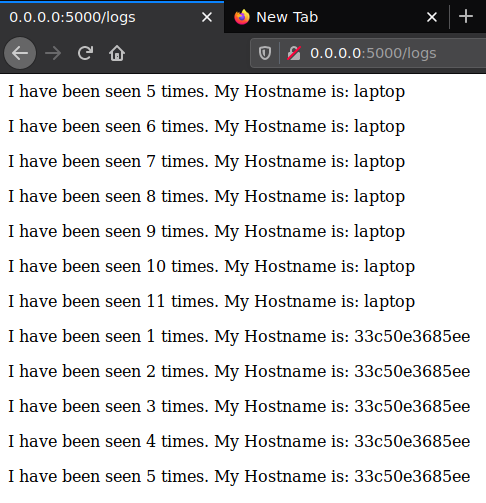 0.0.0.0:5000/logs
New Tab
0.0.0.0:5000/logs
I have been seen 5 times. My Hostname is: laptop
I have been seen 6 times. My Hostname is: laptop
I have been seen 7 times. My Hostname is: laptop
I have been seen 8 times. My Hostname is: laptop
I have been seen 9 times. My Hostname is: laptop
I have been seen 10 times. My Hostname is: laptop
I have been seen 11 times. My Hostname is: laptop
I have been seen 1 times. My Hostname is: 33c50e3685ee
I have been seen 2 times. My Hostname is: 33c50e3685ee
I have been seen 3 times. My Hostname is: 33c50e3685ee
I have been seen 4 times. My Hostname is: 33c50e3685ee
I have been seen 5 times. My Hostname is: 33c50e3685ee